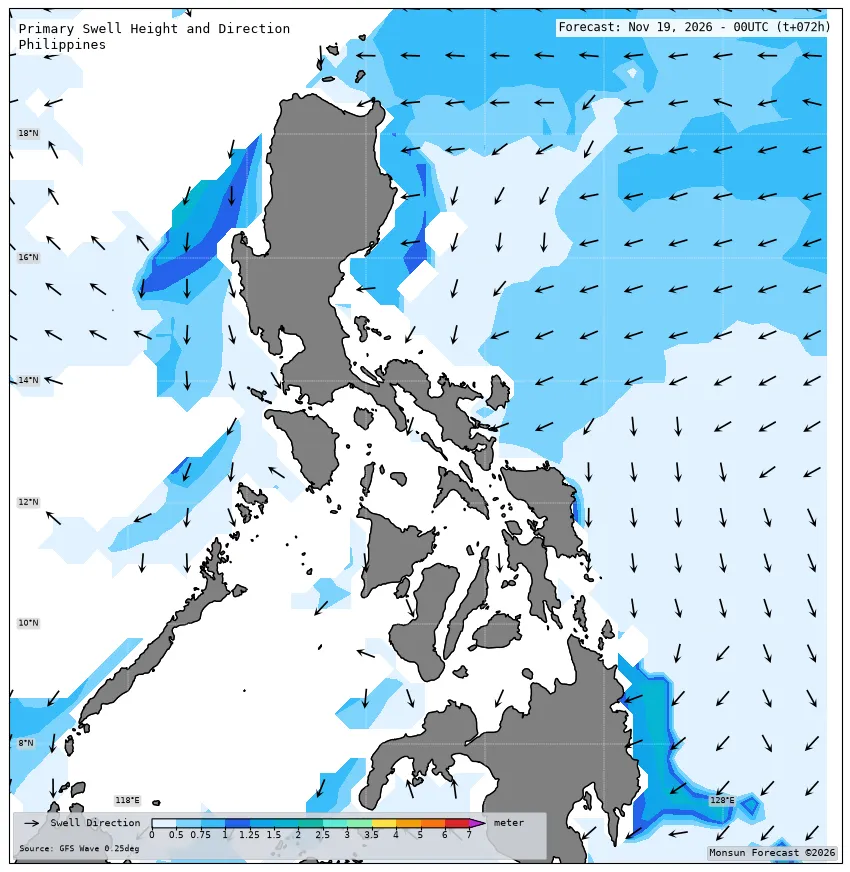 Primary Swell Height and Direction
Philippines
Forecast: Nov 19, 2026 - 00UTC (t+072h)
18°N
16°N
14°N
12°N
10°N
8°N
118°E
128°E
Swell Direction
meter
0 0.5 0.75 1 1.25 1.5 2 2.5 3 3.5 4 5 6 7
Source: GFS Wave 0.25deg
Monsun Forecast ©2026